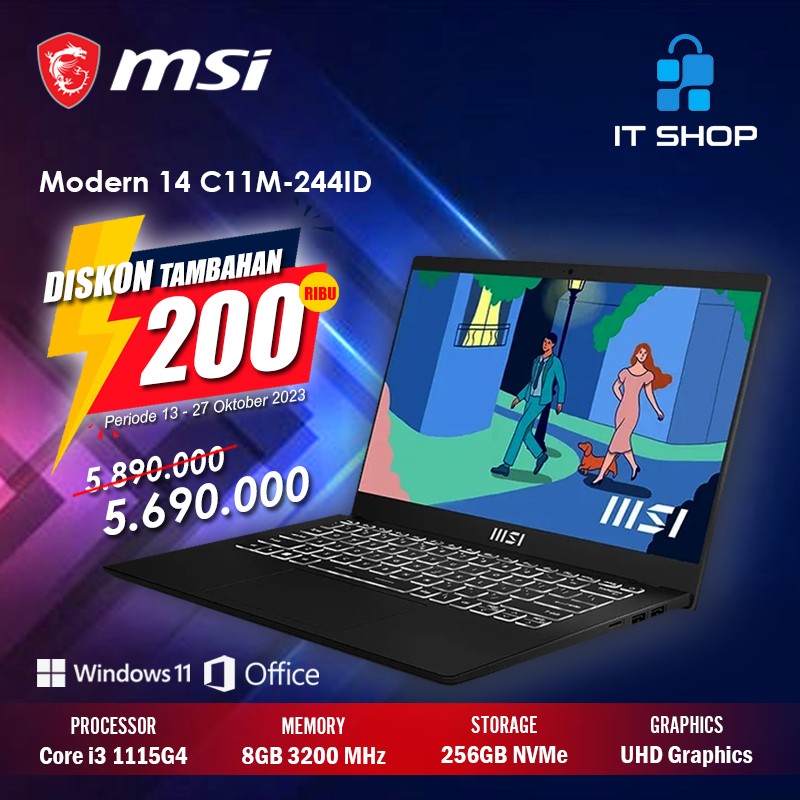 msi
IT SHOP
Modern 14 C11M-244ID
DISKON TAMBAHAN
200 RIBU
Periode 13 - 27 Oktober 2023
5.890.000
5.690.000
msi
msi
Windows 11 Office
PROCESSOR MEMORY STORAGE GRAPHICS
Core i3 1115G4 8GB 3200 MHz 256GB NVMe UHD Graphics